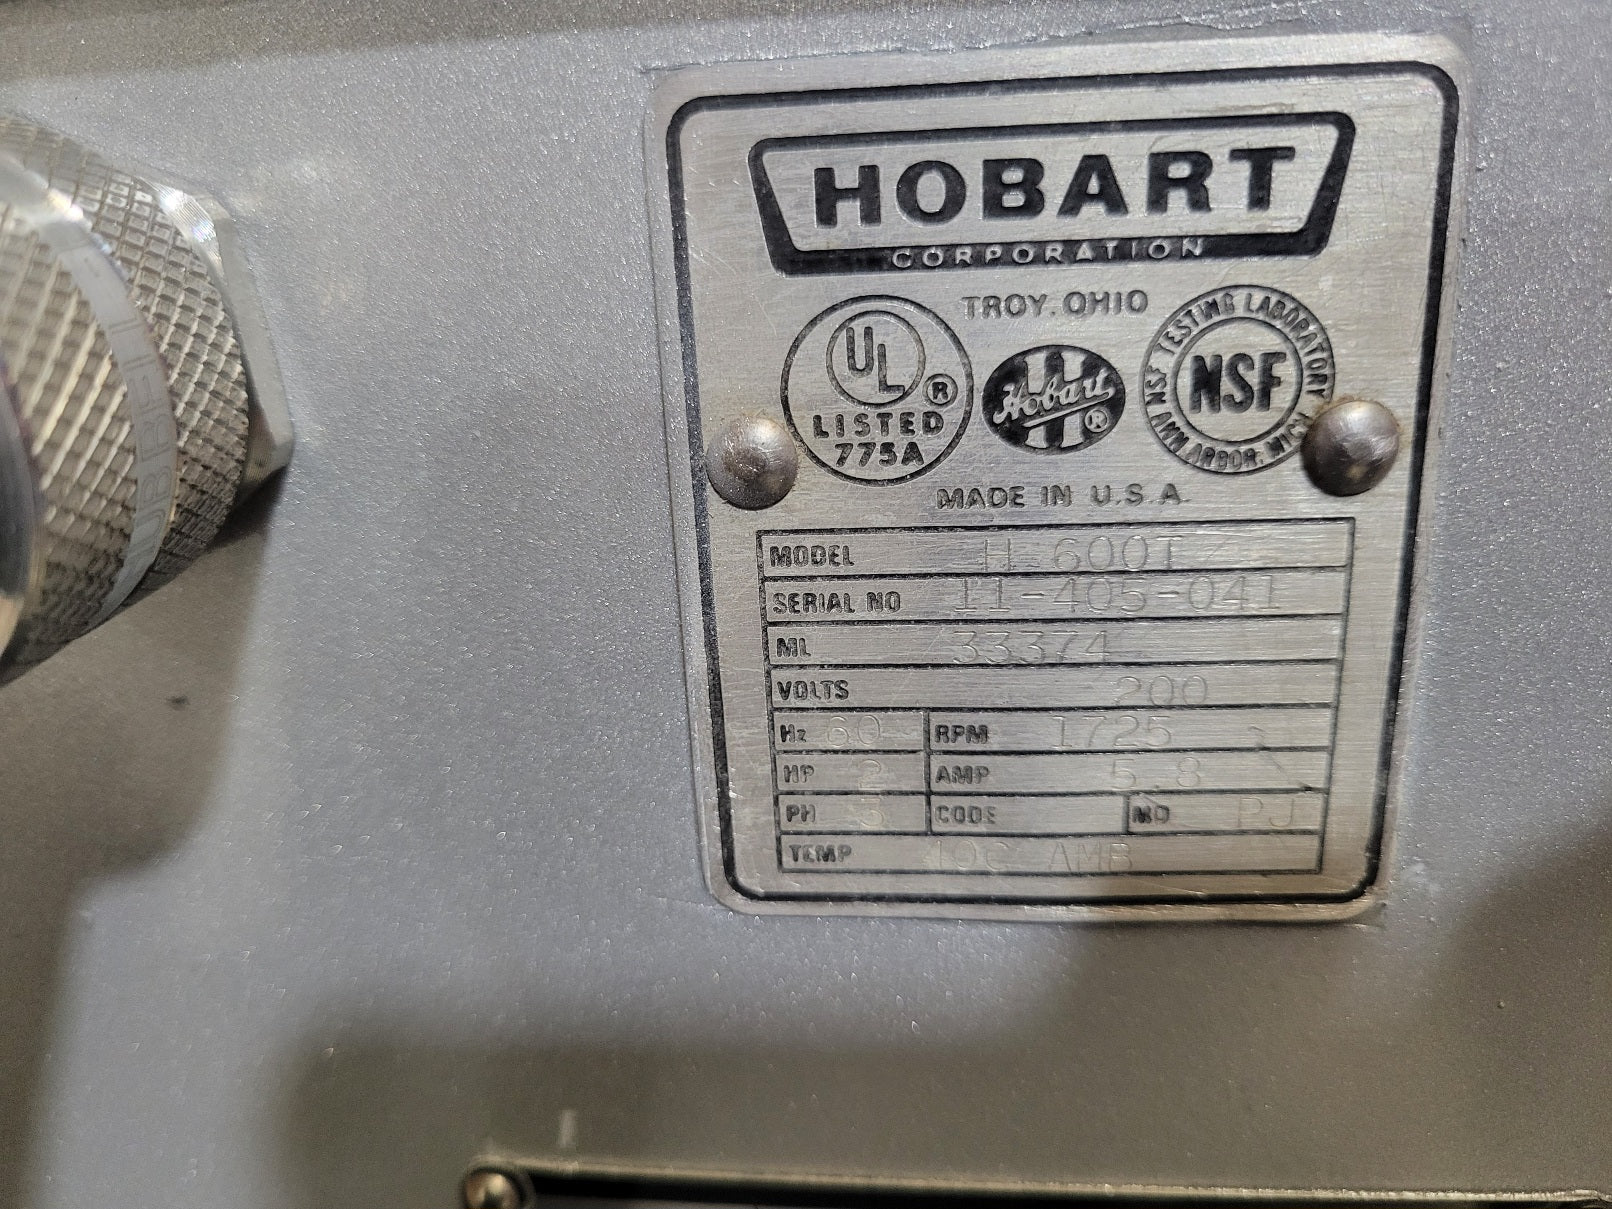 HOBART
CORPORATION
TROY, OHIO
UL ®
LISTED
775A
Hobart ®
NSF TESTING LABORATORY
NSF
ANN ARBOR, MICH
MADE IN U.S.A.
MODEL H 600T
SERIAL NO 11-405-041
ML 33374
VOLTS 200
Hz 60 RPM 1725
HP 2 AMP 5.8
PH 3 CODE MO PJ
TEMP 40C AMB